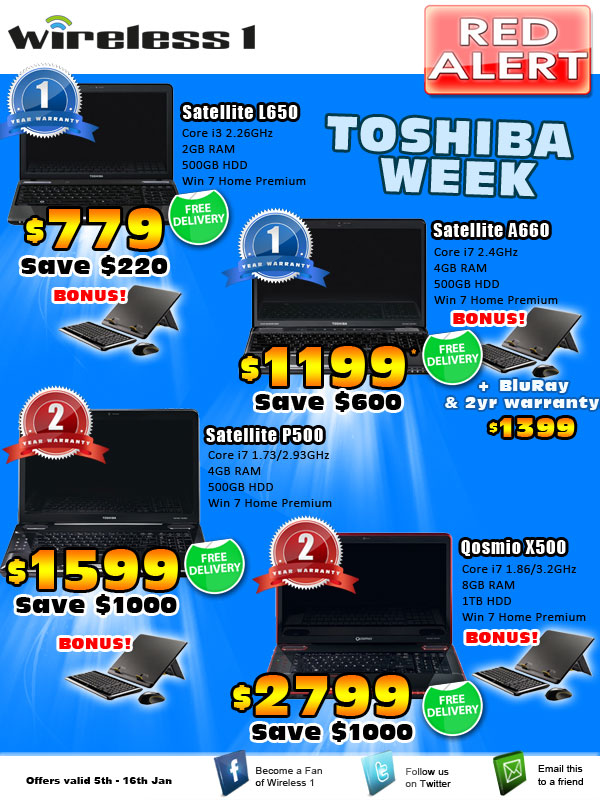 wireless 1
RED
ALERT
TOSHIBA
WEEK
1
YEAR WARRANTY
Satellite L650
Core i3 2.26GHz
2GB RAM
500GB HDD
Win 7 Home Premium
TOSHIBA
$779
FREE
DELIVERY
Save $220
BONUS!
1
YEAR WARRANTY
Satellite A660
Core i7 2.4GHz
4GB RAM
500GB HDD
Win 7 Home Premium
TOSHIBA
BONUS!
$1199*
FREE
DELIVERY
Save $600
+ BluRay
& 2yr warranty
$1399
2
YEAR WARRANTY
Satellite P500
Core i7 1.73/2.93GHz
4GB RAM
500GB HDD
Win 7 Home Premium
TOSHIBA
$1599
FREE
DELIVERY
Save $1000
BONUS!
2
YEAR WARRANTY
Qosmio X500
Core i7 1.86/3.2GHz
8GB RAM
1TB HDD
Win 7 Home Premium
QOSMIO
BONUS!
$2799
FREE
DELIVERY
Save $1000
Offers valid 5th - 16th Jan
f
Become a Fan
of Wireless 1
t
Follow us
on Twitter
Email this
to a friend